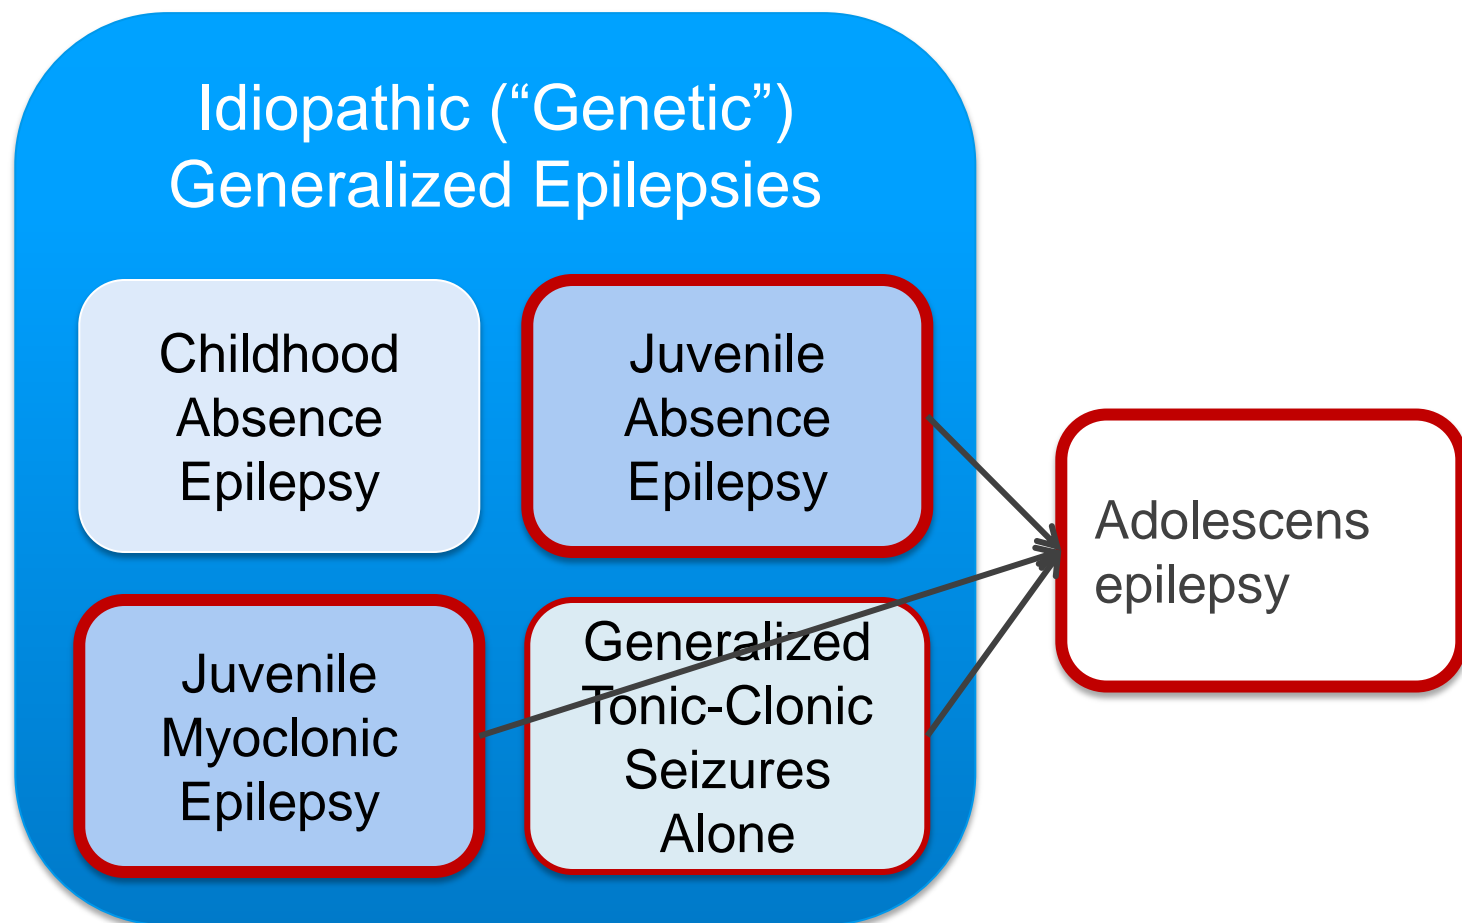 Idiopathic (“Genetic”)
Generalized Epilepsies
Childhood
Absence
Epilepsy
Juvenile
Absence
Epilepsy
Adolescens
epilepsy
Juvenile
Myoclonic
Epilepsy
Generalized
Tonic-Clonic
Seizures
Alone